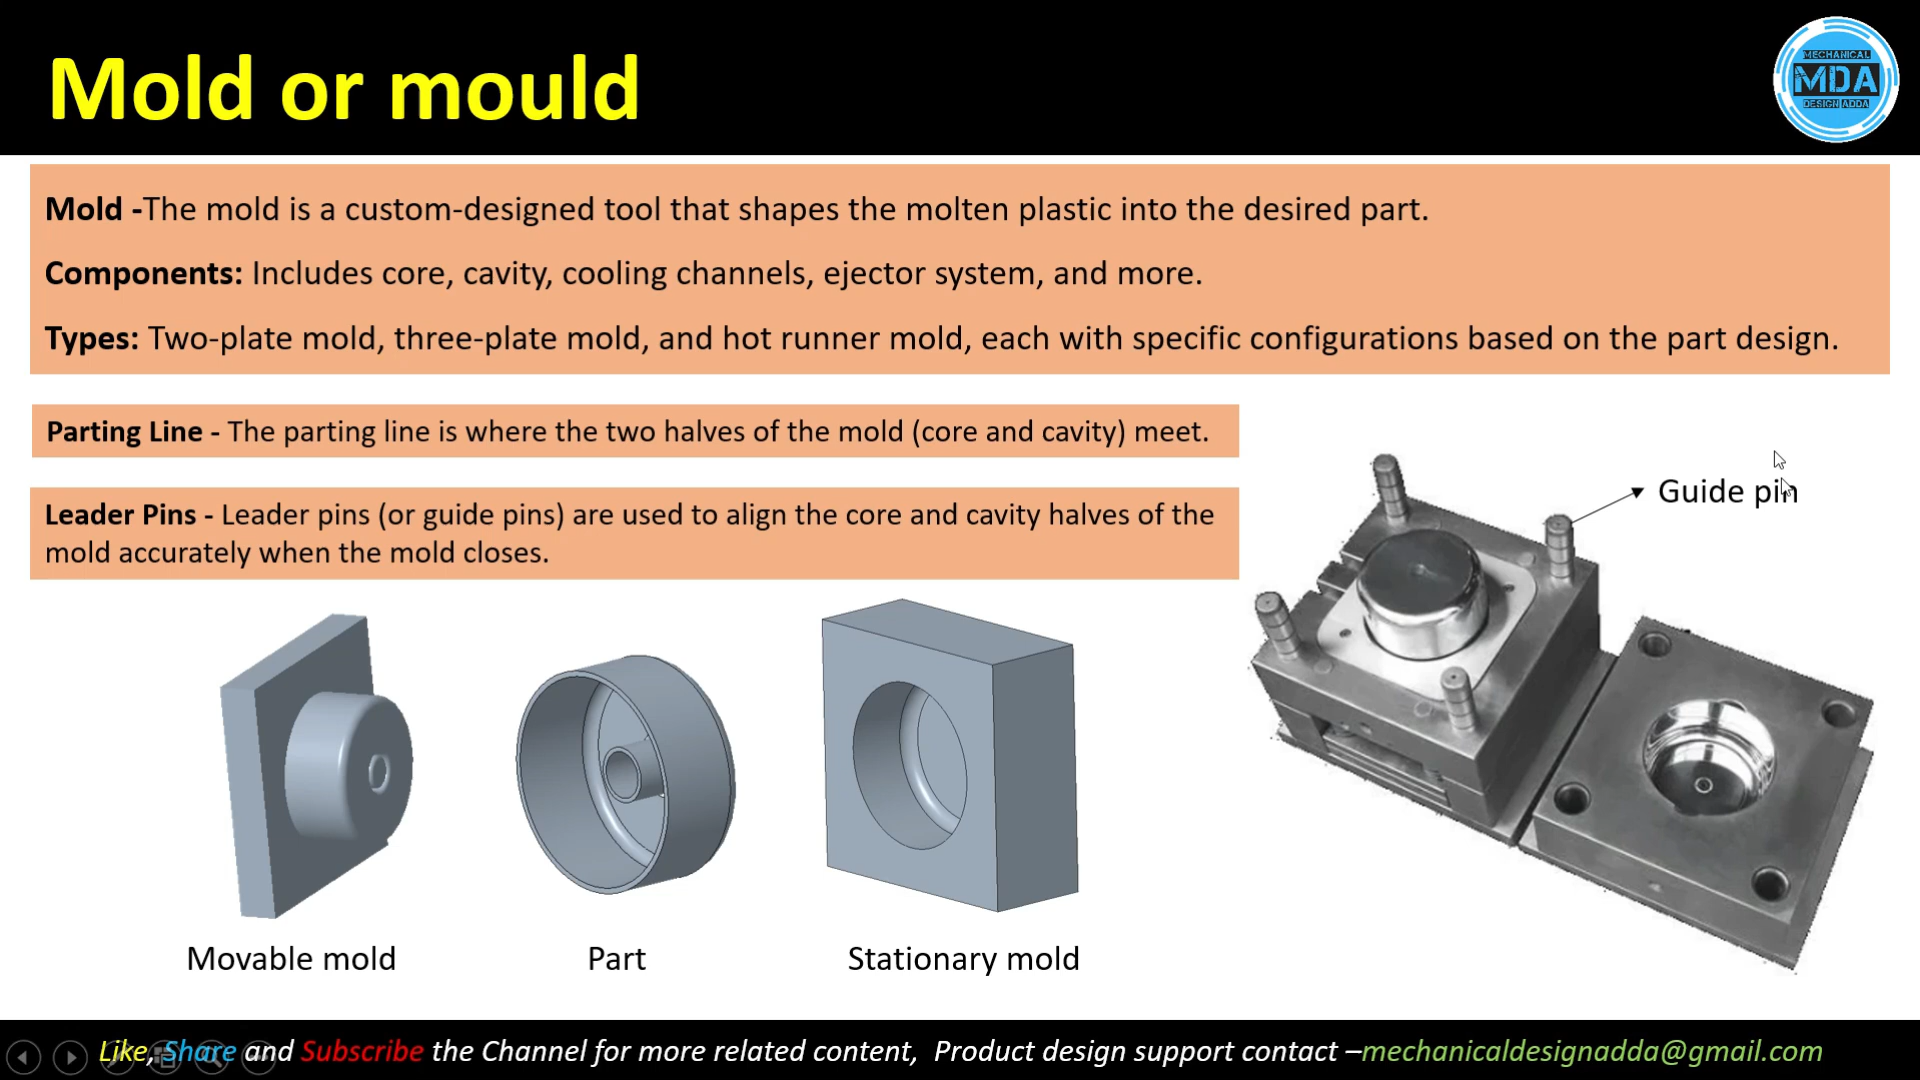 Mold or mould
MECHANICAL
MDA
DESIGN ADDA
Mold -The mold is a custom-designed tool that shapes the molten plastic into the desired part.
Components: Includes core, cavity, cooling channels, ejector system, and more.
Types: Two-plate mold, three-plate mold, and hot runner mold, each with specific configurations based on the part design.
Parting Line - The parting line is where the two halves of the mold (core and cavity) meet.
Leader Pins - Leader pins (or guide pins) are used to align the core and cavity halves of the
mold accurately when the mold closes.
Guide pin
Movable mold
Part
Stationary mold
Like, Share and Subscribe the Channel for more related content, Product design support contact –mechanicaldesignadda@gmail.com